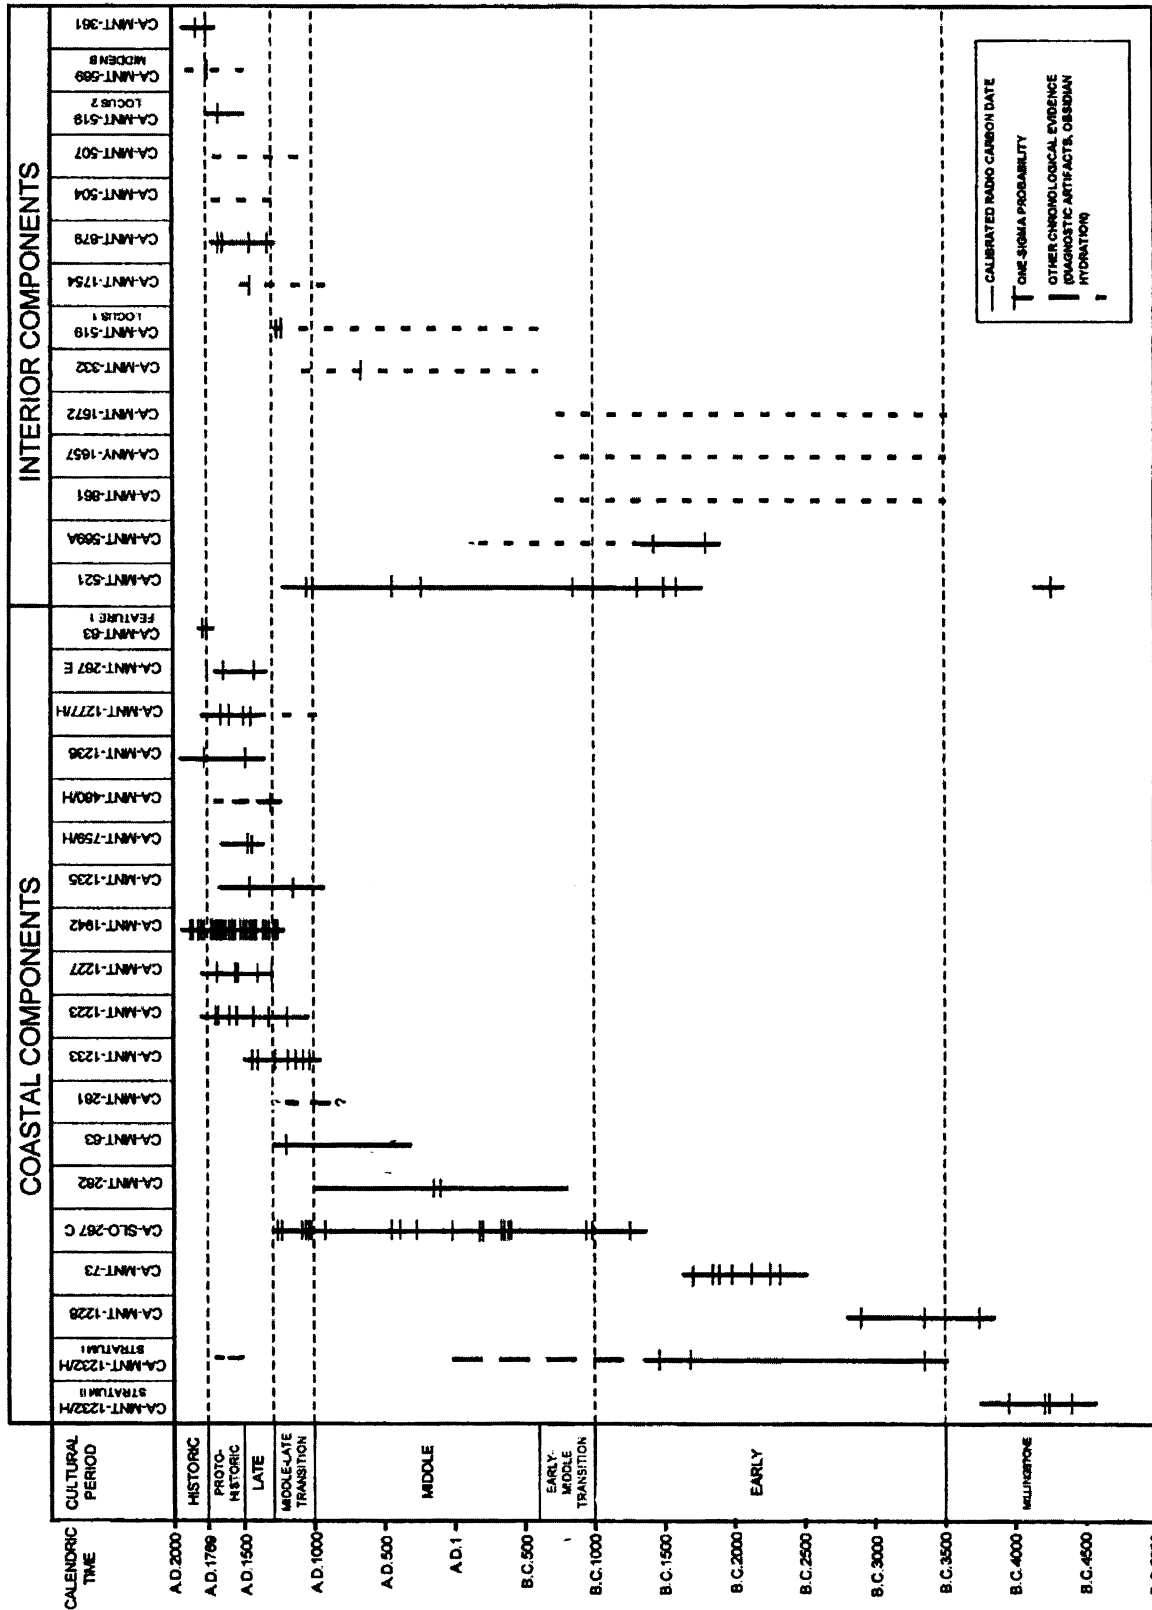 COASTAL COMPONENTS
INTERIOR COMPONENTS
CALENDRIC
TIME
CULTURAL
PERIOD
CA-MNT-1232/H
STRATUM II
CA-MNT-1232/H
STRATUM I
CA-MNT-1228
CA-MNT-73
CA-SLO-267 C
CA-MNT-282
CA-MNT-63
CA-MNT-281
CA-MNT-1233
CA-MNT-1223
CA-MNT-1227
CA-MNT-1942
CA-MNT-1235
CA-MNT-759/H
CA-MNT-480/H
CA-MNT-1236
CA-MNT-1277/H
CA-MNT-267 E
CA-MNT-63
FEATURE 1
CA-MNT-521
CA-MNT-569A
CA-MNT-861
CA-MNY-1657
CA-MNT-1672
CA-MNT-332
CA-MNT-519
LOCUS 1
CA-MNT-1754
CA-MNT-879
CA-MNT-504
CA-MNT-507
CA-MNT-519
LOCUS 2
CA-MNT-569
MIDDEN B
CA-MNT-361
A.D.2000
HISTORIC
A.D.1769
PROTO-
HISTORIC
A.D.1500
LATE
MIDDLE-LATE
TRANSITION
A.D.1000
A.D.500
MIDDLE
A.D.1
B.C.500
EARLY-
MIDDLE
TRANSITION
B.C.1000
EARLY
B.C.2000
B.C.2500
B.C.3000
B.C.3500
MILLINGSTONE
B.C.4000
B.C.4500
?
?
CALIBRATED RADIO CARBON DATE
ONE-SIGMA PROBABILITY
OTHER CHRONOLOGICAL EVIDENCE
(DIAGNOSTIC ARTIFACTS, OBSIDIAN
HYDRATION)